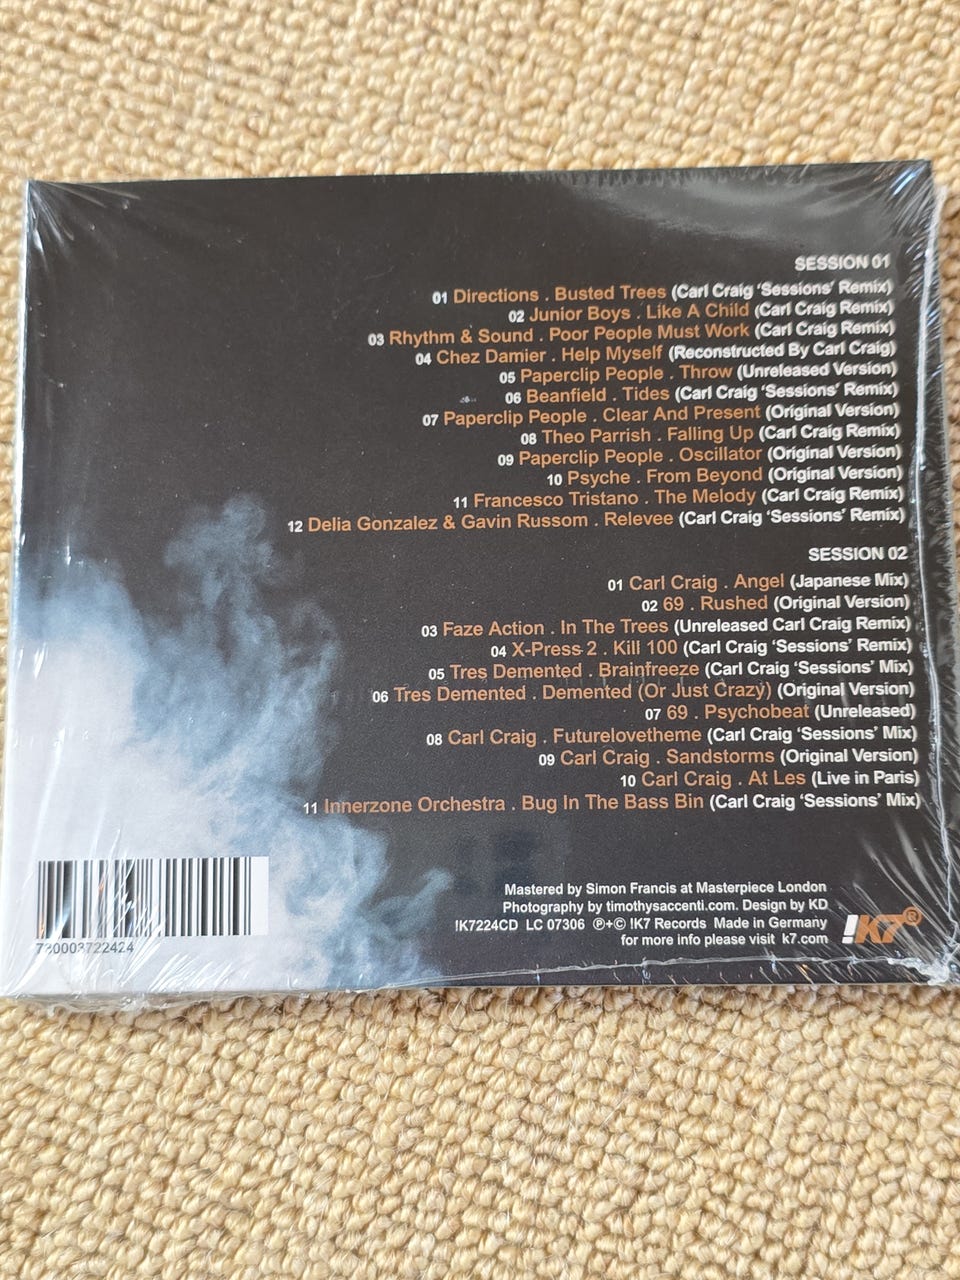 SESSION 01
01 Directions . Busted Trees (Carl Craig ‘Sessions’ Remix)
02 Junior Boys . Like A Child (Carl Craig Remix)
03 Rhythm & Sound . Poor People Must Work (Carl Craig Remix)
04 Chez Damier . Help Myself (Reconstructed By Carl Craig)
05 Paperclip People . Throw (Unreleased Version)
06 Beanfield . Tides (Carl Craig ‘Sessions’ Remix)
07 Paperclip People . Clear And Present (Original Version)
08 Theo Parrish . Falling Up (Carl Craig Remix)
09 Paperclip People . Oscillator (Original Version)
10 Psyche . From Beyond (Original Version)
11 Francesco Tristano . The Melody (Carl Craig Remix)
12 Delia Gonzalez & Gavin Russom . Relevee (Carl Craig ‘Sessions’ Remix)
SESSION 02
01 Carl Craig . Angel (Japanese Mix)
02 69 . Rushed (Original Version)
03 Faze Action . In The Trees (Unreleased Carl Craig Remix)
04 X-Press 2 . Kill 100 (Carl Craig ‘Sessions’ Remix)
05 Tres Demented . Brainfreeze (Carl Craig ‘Sessions’ Mix)
06 Tres Demented . Demented (Or Just Crazy) (Original Version)
07 69 . Psychobeat (Unreleased)
08 Carl Craig . Futurelovetheme (Carl Craig ‘Sessions’ Mix)
09 Carl Craig . Sandstorms (Original Version)
10 Carl Craig . At Les (Live in Paris)
11 Innerzone Orchestra . Bug In The Bass Bin (Carl Craig ‘Sessions’ Mix)
Mastered by Simon Francis at Masterpiece London
Photography by timothysaccenti.com. Design by KD
!K7224CD LC 07306 ℗+© !K7 Records Made in Germany
for more info please visit k7.com
!K7®
730003722424